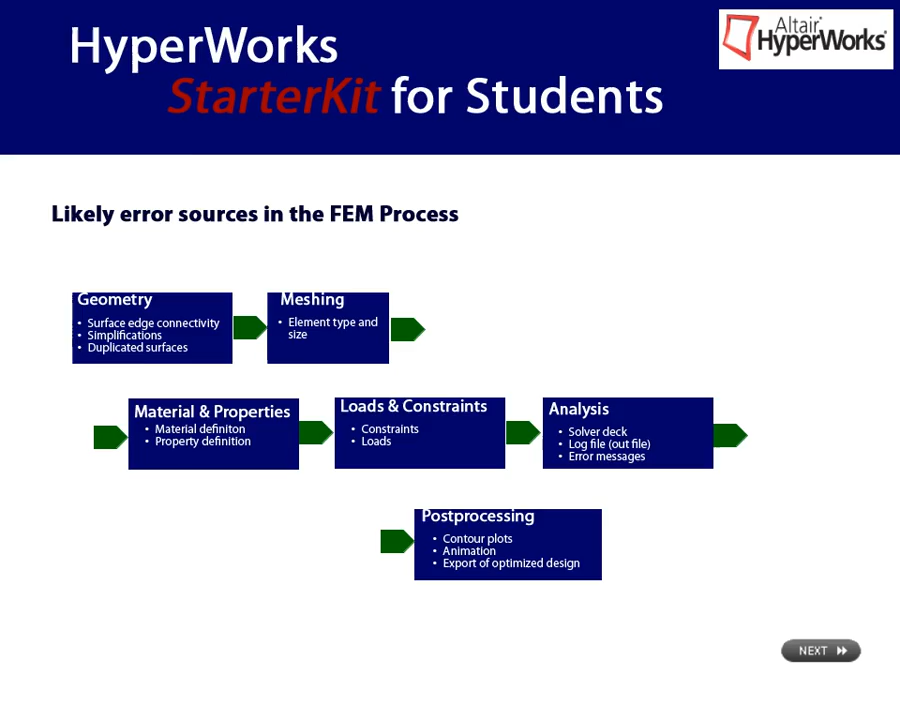 HyperWorks
StarterKit for Students
Altair®
HyperWorks®
Likely error sources in the FEM Process
Geometry
• Surface edge connectivity
• Simplifications
• Duplicated surfaces
Meshing
• Element type and
size
Material & Properties
• Material definiton
• Property definition
Loads & Constraints
• Constraints
• Loads
Analysis
• Solver deck
• Log file (out file)
• Error messages
Postprocessing
• Contour plots
• Animation
• Export of optimized design
NEXT